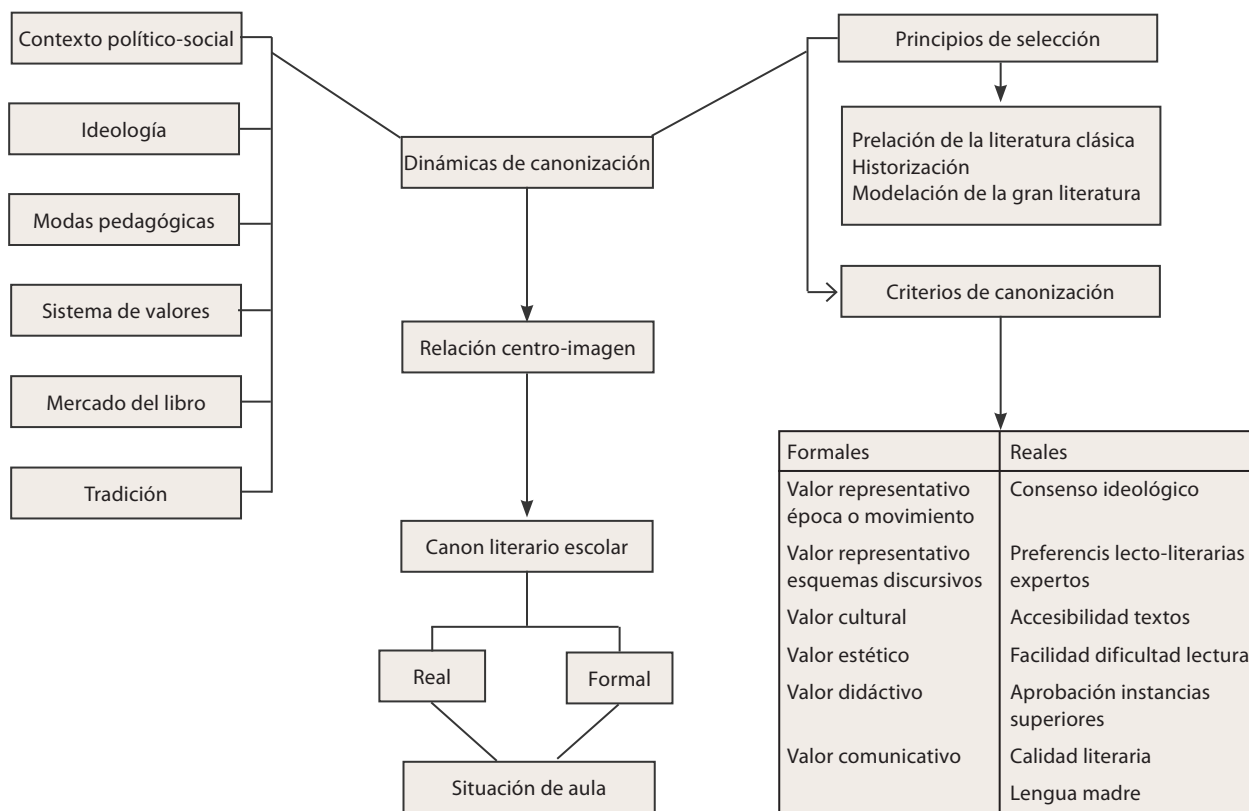 Contexto político-social
Ideología
Modas pedagógicas
Sistema de valores
Mercado del libro
Tradición
Dinámicas de canonización
Relación centro-imagen
Canon literario escolar
Real
Formal
Situación de aula
Principios de selección
Prelación de la literatura clásica
Historización
Modelación de la gran literatura
Criterios de canonización
Formales
Reales
Valor representativo
época o movimiento
Consenso ideológico
Valor representativo
esquemas discursivos
Preferencis lecto-literarias
expertos
Valor cultural
Accesibilidad textos
Valor estético
Facilidad dificultad lectura
Valor didáctivo
Aprobación instancias
superiores
Valor comunicativo
Calidad literaria
Lengua madre